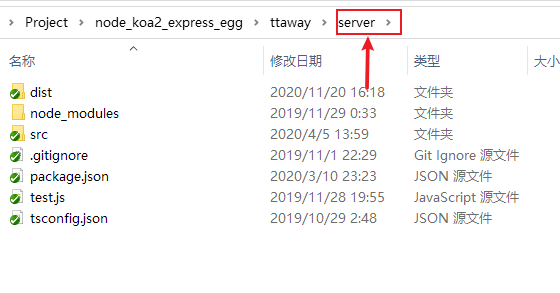 Project > node_koa2_express_egg > ttaway > server >
名称 修改日期 类型 大小
dist 2020/11/20 16:18 文件夹
node_modules 2019/11/29 0:33 文件夹
src 2020/4/5 13:59 文件夹
.gitignore 2019/11/1 22:29 Git Ignore 源文件
package.json 2020/3/10 23:23 JSON 源文件
test.js 2019/11/28 19:55 JavaScript 源文件
tsconfig.json 2019/10/29 2:48 JSON 源文件